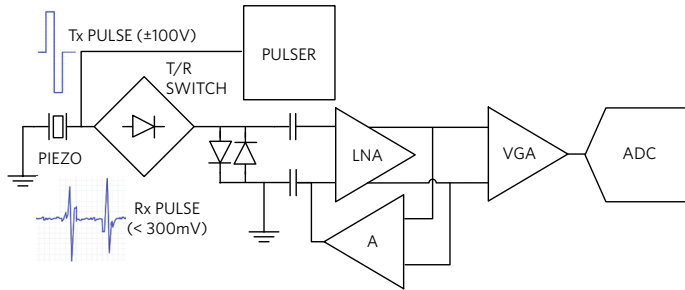 Tx PULSE (±100V)
PULSER
T/R
SWITCH
PIEZO
LNA
VGA
ADC
Rx PULSE
(< 300mV)
A